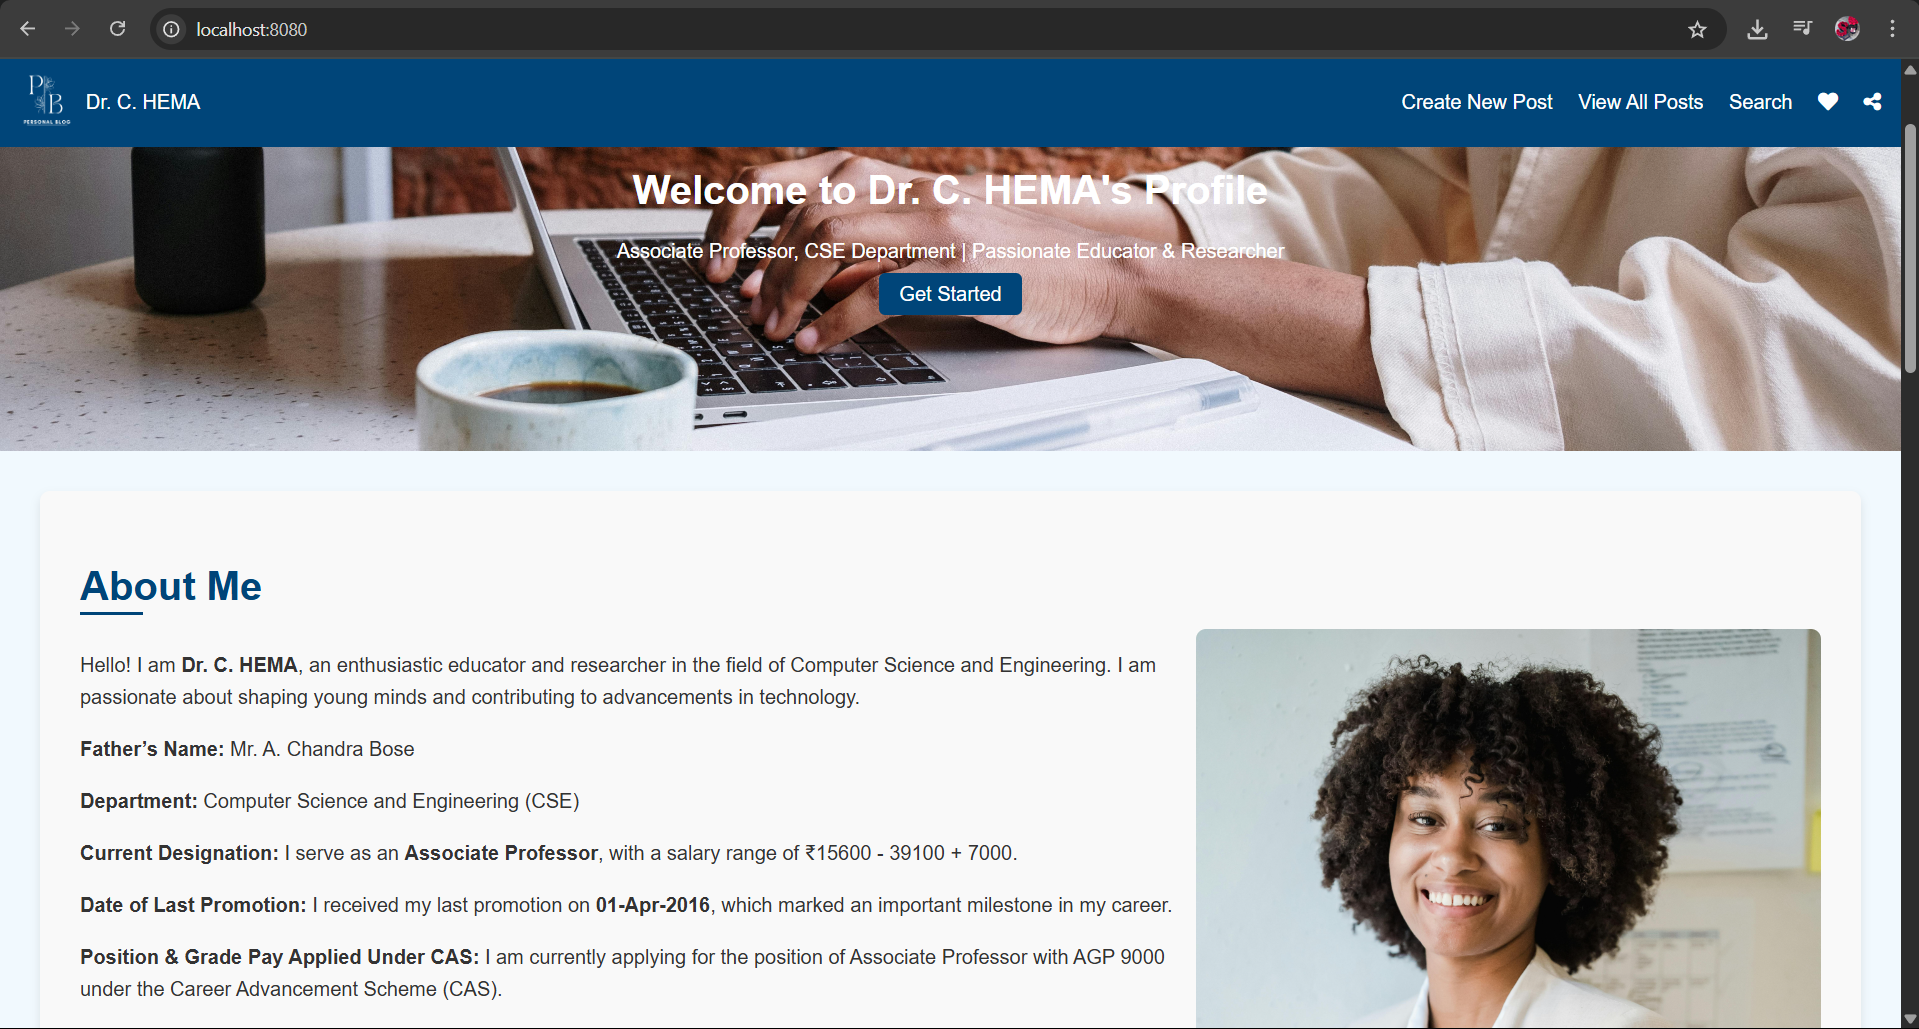 localhost:8080
P
B
PERSONAL BLOG
Dr. C. HEMA
Create New Post
View All Posts
Search
Welcome to Dr. C. HEMA's Profile
Associate Professor, CSE Department | Passionate Educator & Researcher
Get Started
About Me
Hello! I am Dr. C. HEMA, an enthusiastic educator and researcher in the field of Computer Science and Engineering. I am
passionate about shaping young minds and contributing to advancements in technology.
Father’s Name: Mr. A. Chandra Bose
Department: Computer Science and Engineering (CSE)
Current Designation: I serve as an Associate Professor, with a salary range of ₹15600 - 39100 + 7000.
Date of Last Promotion: I received my last promotion on 01-Apr-2016, which marked an important milestone in my career.
Position & Grade Pay Applied Under CAS: I am currently applying for the position of Associate Professor with AGP 9000
under the Career Advancement Scheme (CAS).